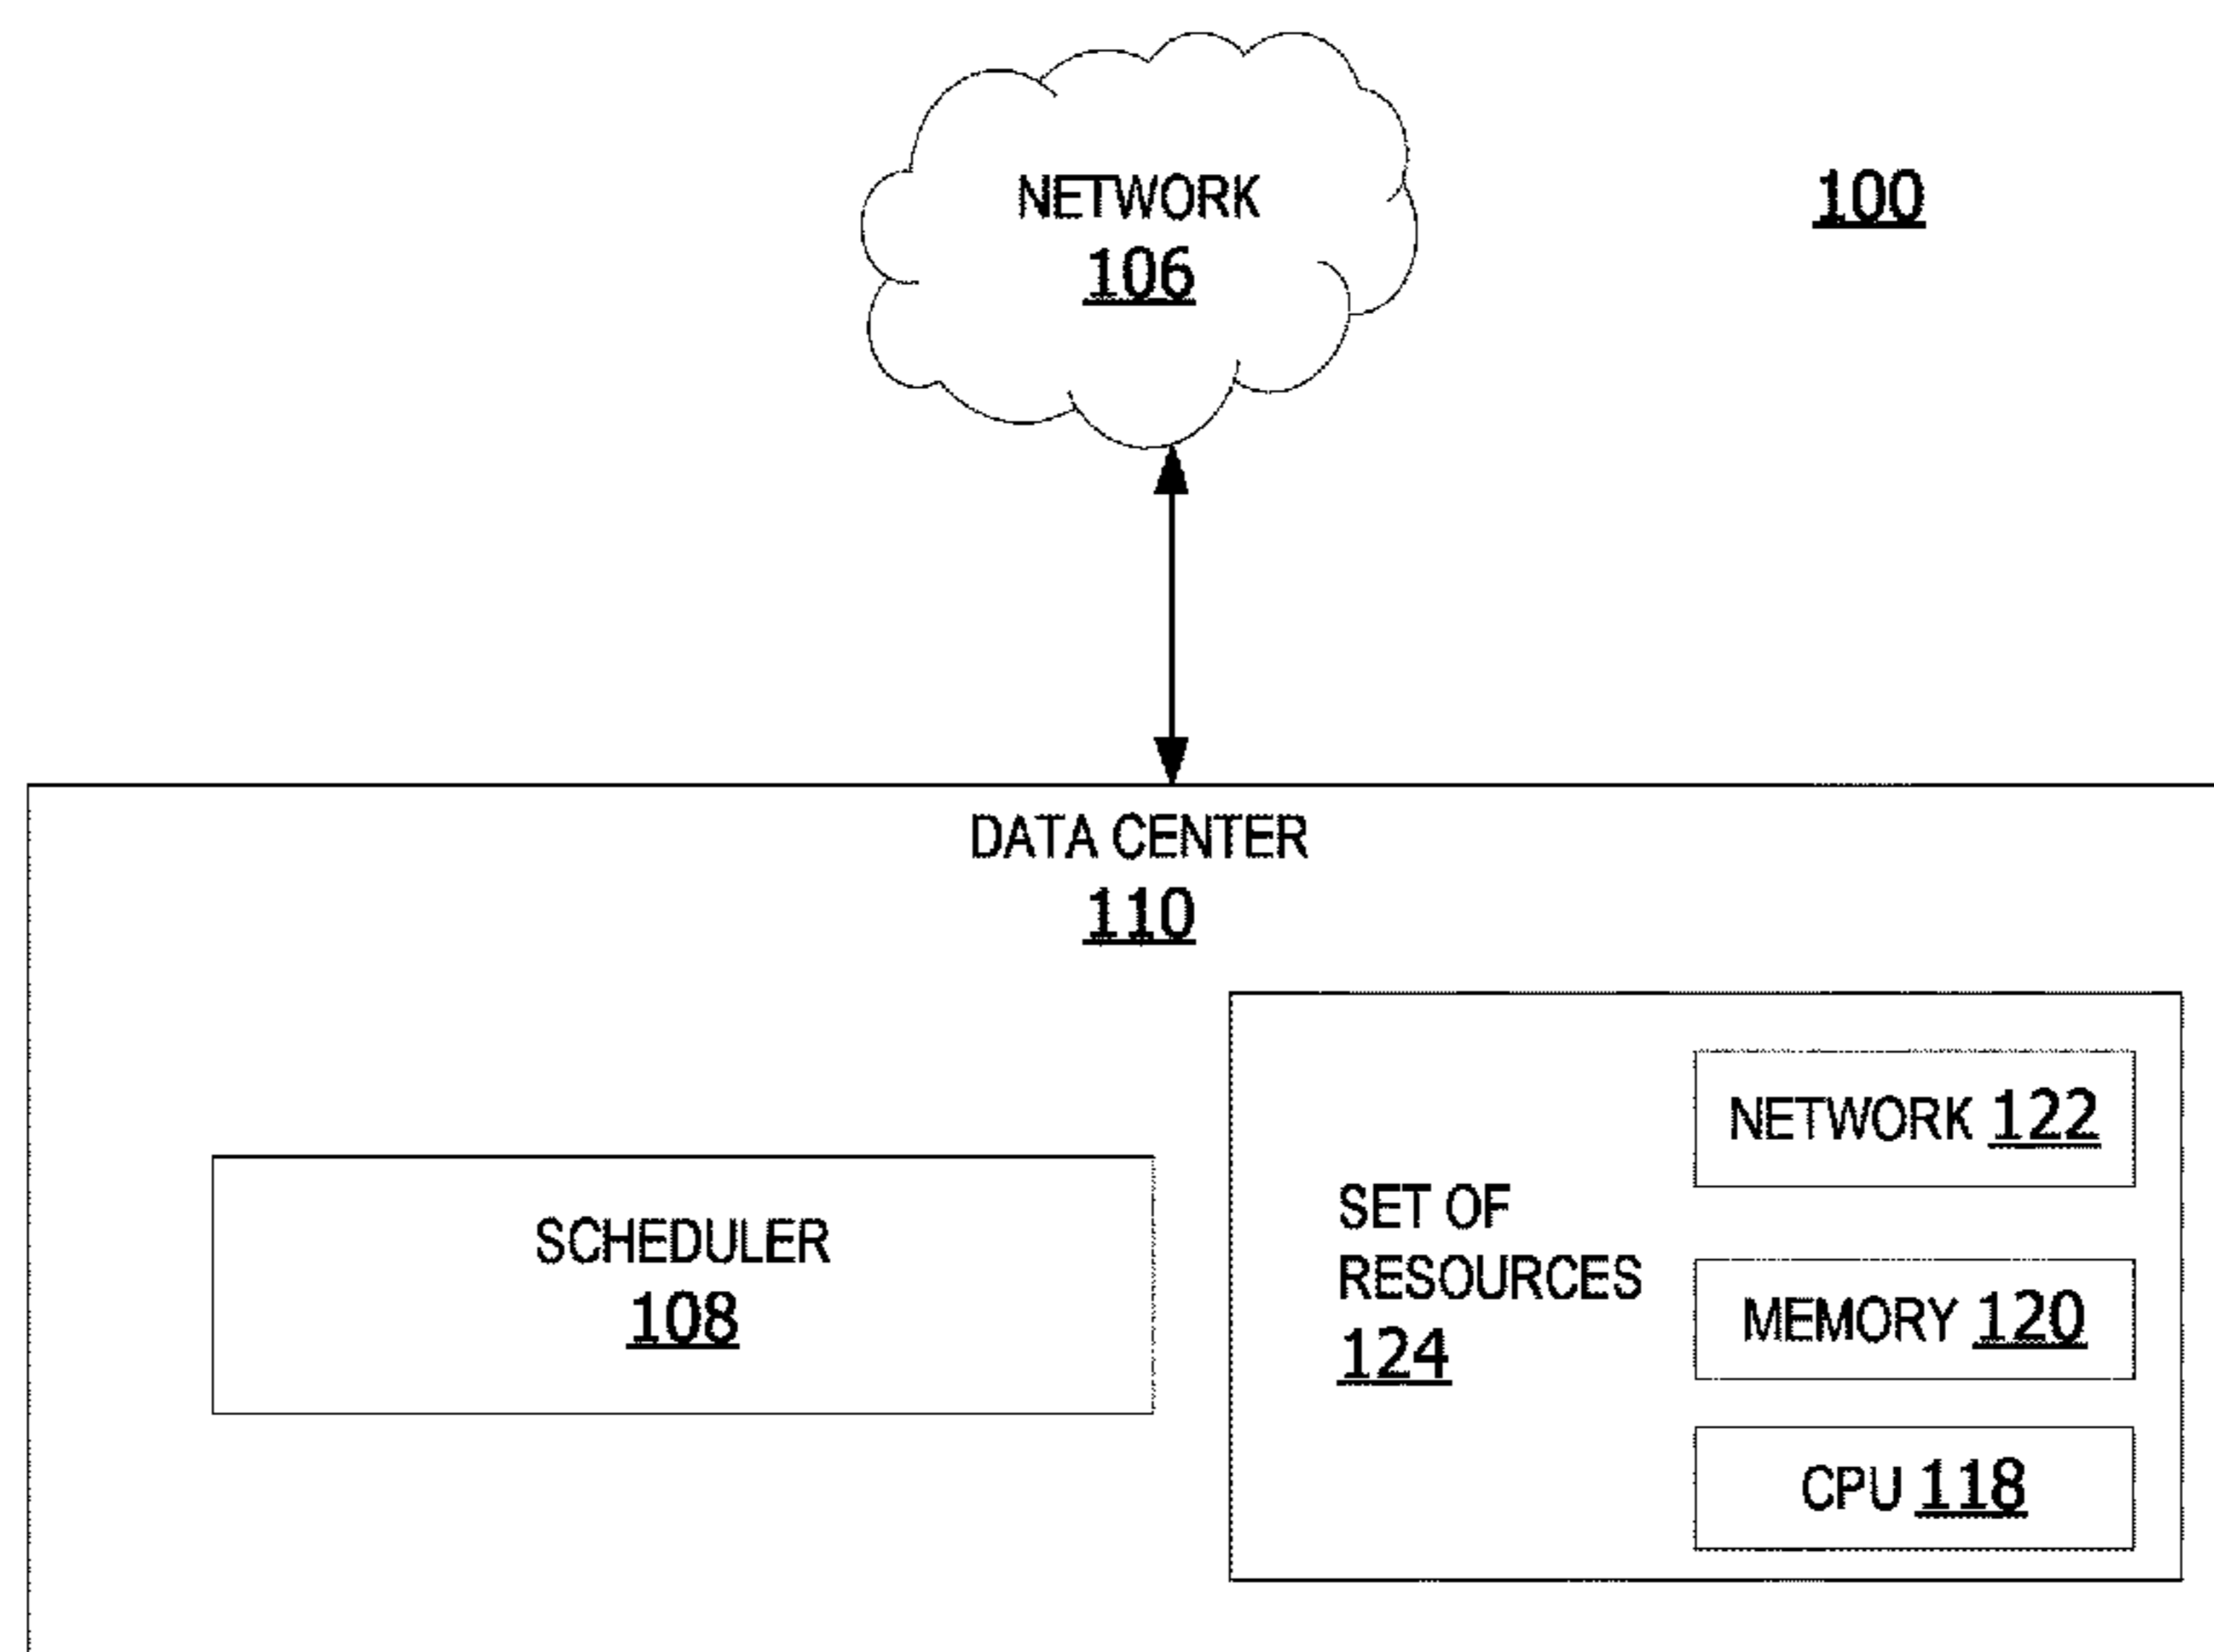 NETWORK
106
100
DATA CENTER
110
SCHEDULER
108
SET OF
RESOURCES
124
NETWORK 122
MEMORY 120
CPU 118